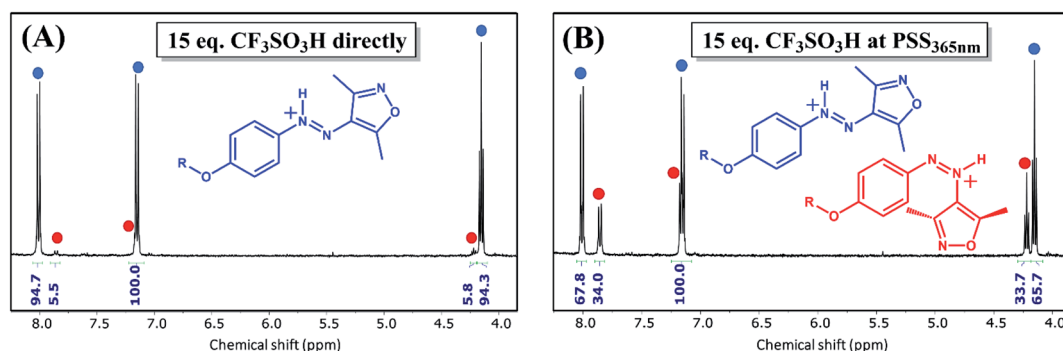 (A)
15 eq. CF₃SO₃H directly
H
N
+
N
N
O
R
O
94.7
5.5
100.0
5.8
94.3
8.0 7.5 7.0 6.5 6.0 5.5 5.0 4.5 4.0
Chemical shift (ppm)
(B)
15 eq. CF₃SO₃H at PSS₃₆₅ₙₘ
H
N
+
N
N
O
R
O
N
N
H
+
R
O
N
O
67.8
34.0
100.0
33.7
65.7
8.0 7.5 7.0 6.5 6.0 5.5 5.0 4.5 4.0
Chemical shift (ppm)